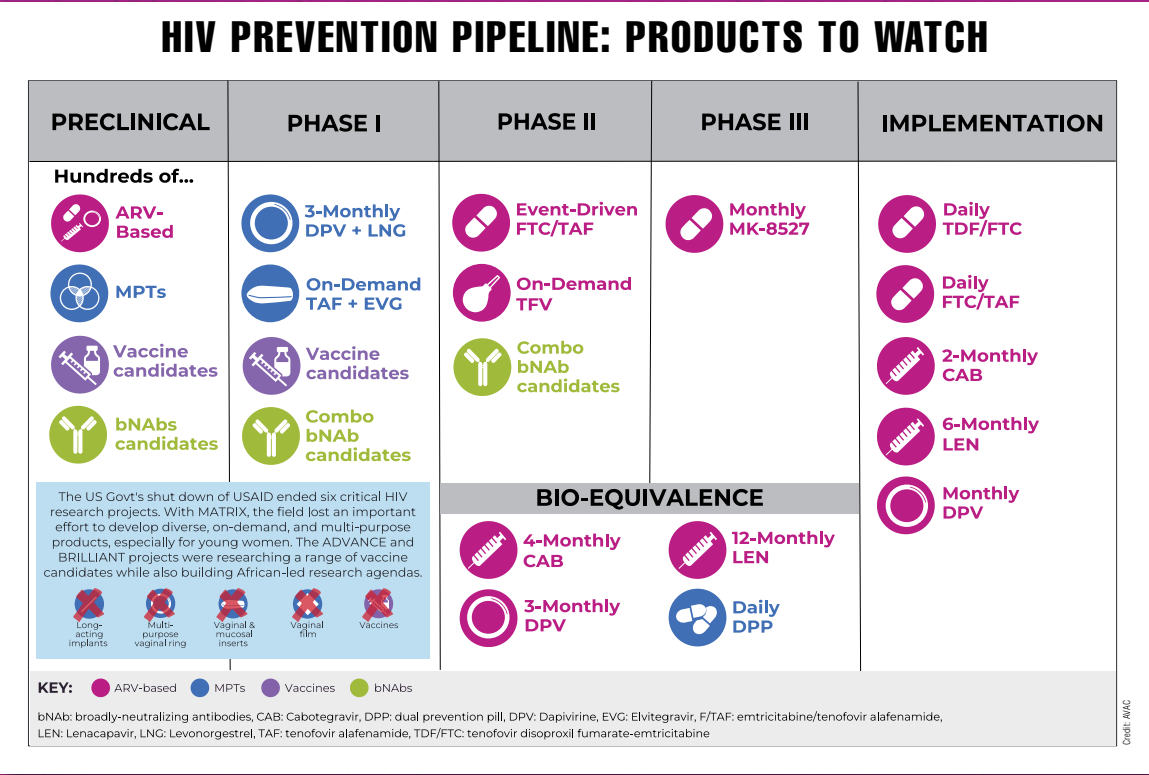 HIV PREVENTION PIPELINE: PRODUCTS TO WATCH
PRECLINICAL
PHASE I
PHASE II
PHASE III
IMPLEMENTATION
Hundreds of...
ARV-
Based
MPTs
Vaccine
candidates
bNAbs
candidates
3-Monthly
DPV + LNG
On-Demand
TAF + EVG
Vaccine
candidates
Combo
bNAb
candidates
Event-Driven
FTC/TAF
On-Demand
TFV
Combo
bNAb
candidates
Monthly
MK-8527
Daily
TDF/FTC
Daily
FTC/TAF
2-Monthly
CAB
6-Monthly
LEN
Monthly
DPV
BIO-EQUIVALENCE
4-Monthly
CAB
3-Monthly
DPV
12-Monthly
LEN
Daily
DPP
The US Govt's shut down of USAID ended six critical HIV
research projects. With MATRIX, the field lost an important
effort to develop diverse, on-demand, and multi-purpose
products, especially for young women. The ADVANCE and
BRILLIANT projects were researching a range of vaccine
candidates while also building African-led research agendas.
Long-
acting
implants
Multi-
purpose
vaginal ring
Vaginal &
mucosal
inserts
Vaginal
film
Vaccines
KEY:
ARV-based
MPTs
Vaccines
bNAbs
bNAb: broadly-neutralizing antibodies, CAB: Cabotegravir, DPP: dual prevention pill, DPV: Dapivirine, EVG: Elvitegravir, F/TAF: emtricitabine/tenofovir alafenamide,
LEN: Lenacapavir, LNG: Levonorgestrel, TAF: tenofovir alafenamide, TDF/FTC: tenofovir disoproxil fumarate-emtricitabine
Credit: AVAC